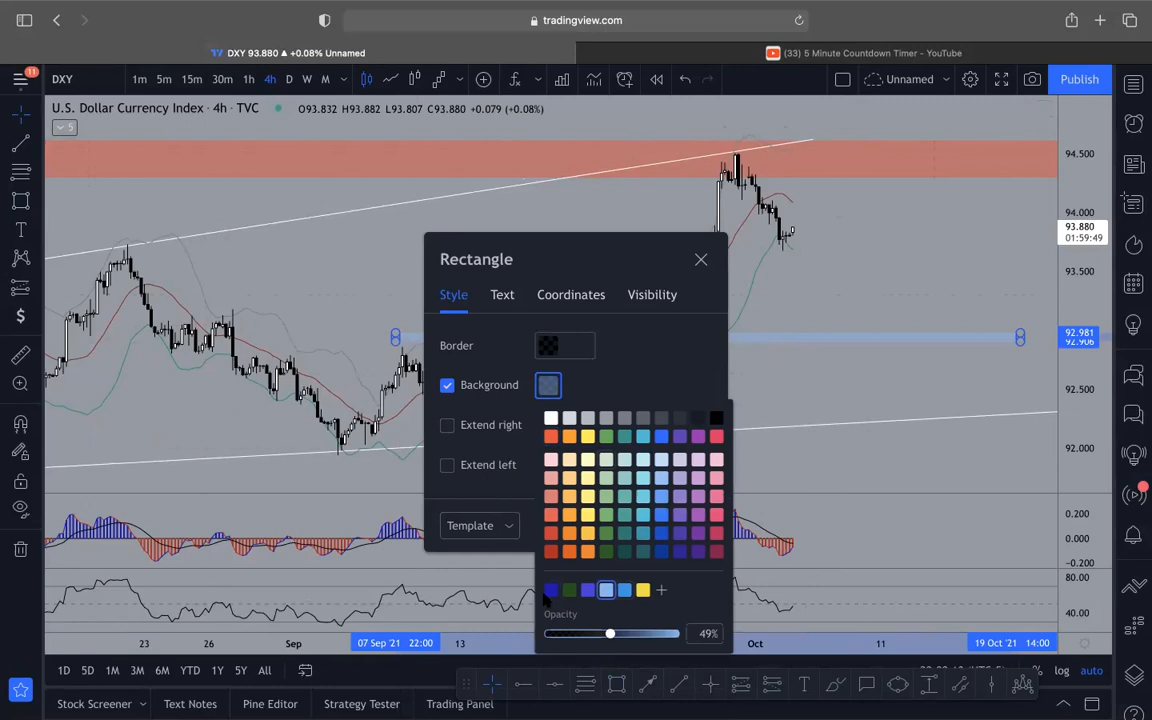 tradingview.com
DXY 93.880 ▲ +0.08% Unnamed
(33) 5 Minute Countdown Timer - YouTube
11
DXY
1m 5m 15m 30m 1h 4h D W M
Unnamed
Publish
U.S. Dollar Currency Index · 4h · TVC
O93.832 H93.882 L93.807 C93.880 +0.079 (+0.08%)
5
94.500
94.000
93.880
01:59:49
93.500
92.981
92.906
92.500
92.000
0.200
0.000
-0.200
80.00
40.00
Rectangle
Style Text Coordinates Visibility
Border
Background
Extend right
Extend left
Template
Opacity
49%
23 26 Sep 07 Sep '21 22:00 13 Oct 11 19 Oct '21 14:00
1D 5D 1M 3M 6M YTD 1Y 5Y All
% log auto
Stock Screener Text Notes Pine Editor Strategy Tester Trading Panel